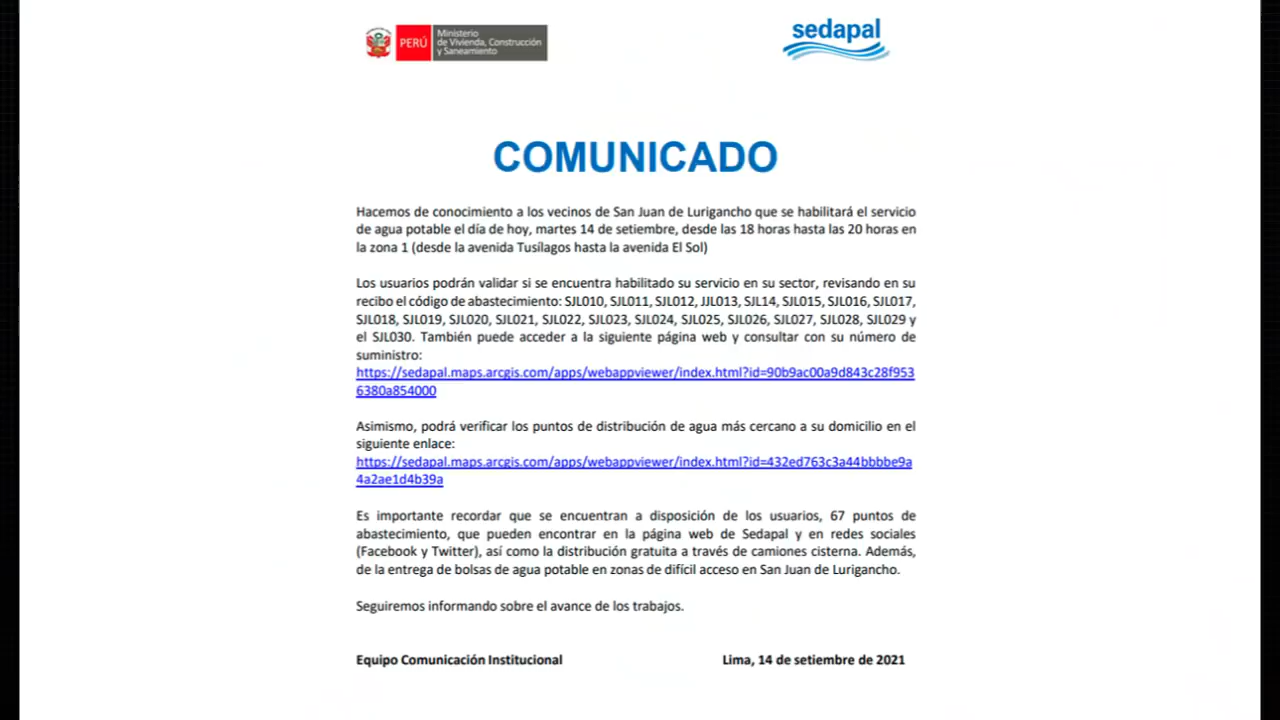 PERÚ
Ministerio
de Vivienda, Construcción
y Saneamiento
sedapal
COMUNICADO
Hacemos de conocimiento a los vecinos de San Juan de Lurigancho que se habilitará el servicio
de agua potable el día de hoy, martes 14 de setiembre, desde las 18 horas hasta las 20 horas en
la zona 1 (desde la avenida Tusílagos hasta la avenida El Sol)
Los usuarios podrán validar si se encuentra habilitado su servicio en su sector, revisando en su
recibo el código de abastecimiento: SJL010, SJL011, SJL012, JJL013, SJL14, SJL015, SJL016, SJL017,
SJL018, SJL019, SJL020, SJL021, SJL022, SJL023, SJL024, SJL025, SJL026, SJL027, SJL028, SJL029 y
el SJL030. También puede acceder a la siguiente página web y consultar con su número de
suministro:
https://sedapal.maps.arcgis.com/apps/webappviewer/index.html?id=90b9ac00a9d843c28f953
6380a854000
Asimismo, podrá verificar los puntos de distribución de agua más cercano a su domicilio en el
siguiente enlace:
https://sedapal.maps.arcgis.com/apps/webappviewer/index.html?id=432ed763c3a44bbbbe9a
4a2ae1d4b39a
Es importante recordar que se encuentran a disposición de los usuarios, 67 puntos de
abastecimiento, que pueden encontrar en la página web de Sedapal y en redes sociales
(Facebook y Twitter), así como la distribución gratuita a través de camiones cisterna. Además,
de la entrega de bolsas de agua potable en zonas de difícil acceso en San Juan de Lurigancho.
Seguiremos informando sobre el avance de los trabajos.
Equipo Comunicación Institucional
Lima, 14 de setiembre de 2021